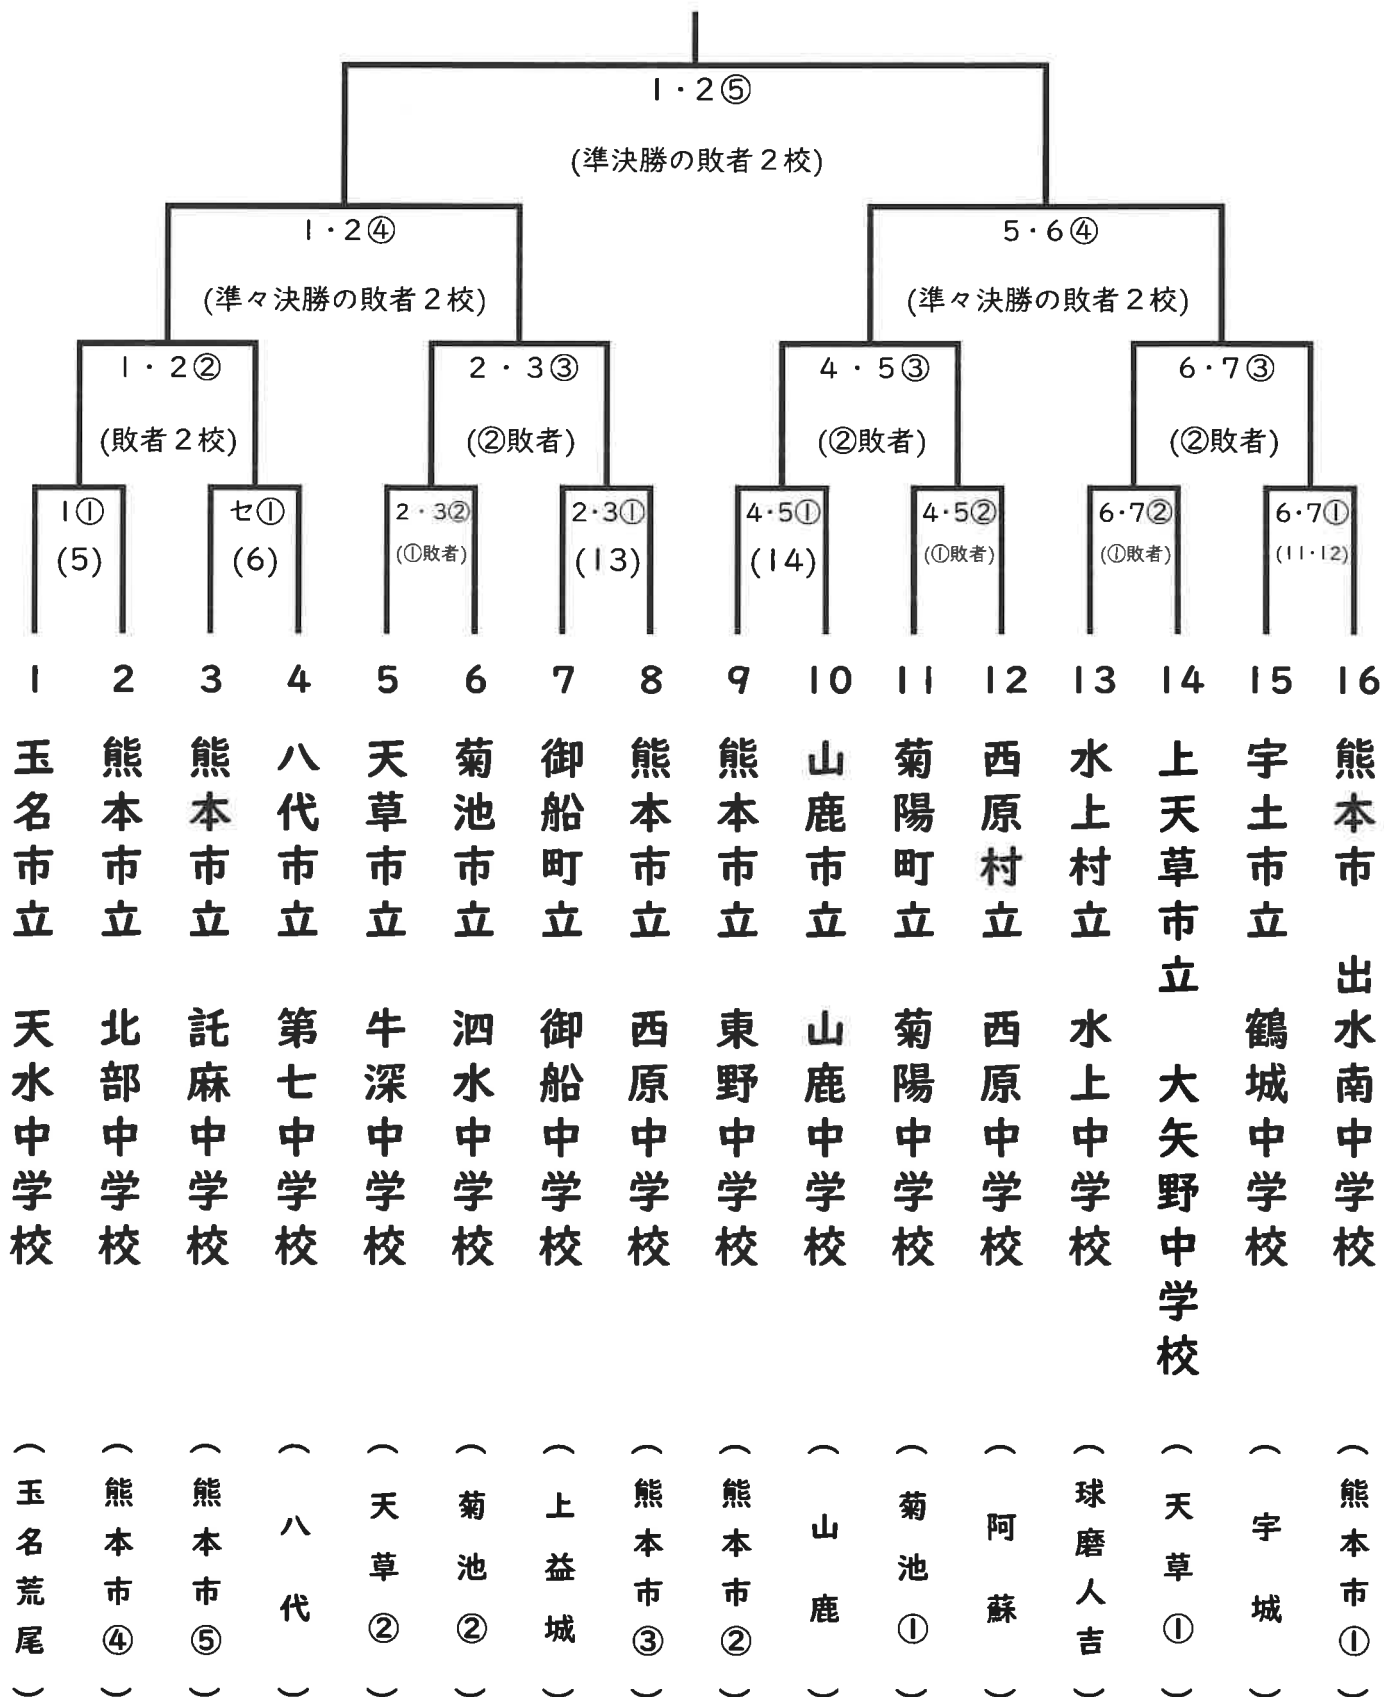 1・2⑤
(準決勝の敗者2校)
1・2④
5・6④
(準々決勝の敗者2校)
(準々決勝の敗者2校)
1・2②
2・3③
4・5③
6・7③
(敗者2校)
(②敗者)
(②敗者)
(②敗者)
1①
セ①
2・3②
2・3①
4・5①
4・5②
6・7②
6・7①
(5)
(6)
(①敗者)
(13)
(14)
(①敗者)
(①敗者)
(11・12)
1
2
3
4
5
6
7
8
9
10
11
12
13
14
15
16
玉名市立 天水中学校
熊本市立 北部中学校
熊本市立 託麻中学校
八代市立 第七中学校
天草市立 牛深中学校
菊池市立 泗水中学校
御船町立 御船中学校
熊本市立 西原中学校
熊本市立 東野中学校
山鹿市立 山鹿中学校
菊陽町立 菊陽中学校
西原村立 西原中学校
水上村立 水上中学校
上天草市立 大矢野中学校
宇土市立 鶴城中学校
熊本市 出水南中学校
(玉名荒尾)
(熊本市④)
(熊本市⑤)
(八代)
(天草②)
(菊池②)
(上益城)
(熊本市③)
(熊本市②)
(山鹿)
(菊池①)
(阿蘇)
(球磨人吉)
(天草①)
(宇城)
(熊本市①)